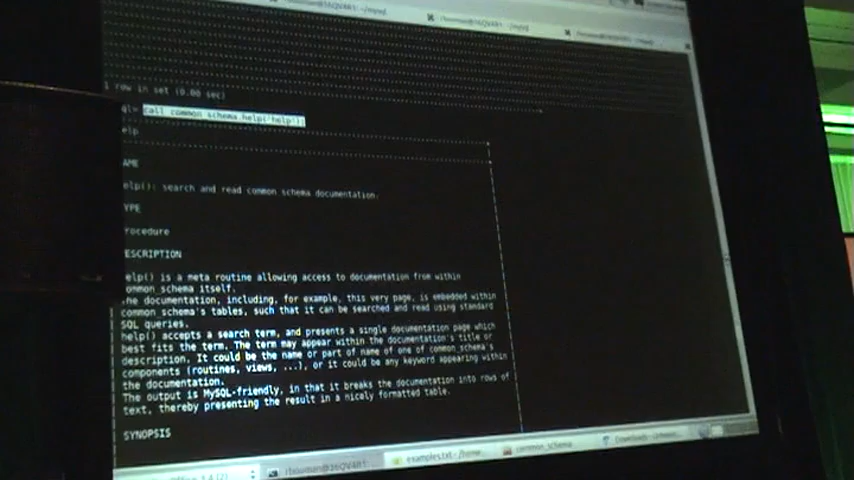 1 row in set (0.00 sec)
call common_schema.help('help');
elp
AME
elp(): search and read common_schema documentation.
YPE
rocedure
ESCRIPTION
help() is a meta routine allowing access to documentation from within
common_schema itself.
The documentation, including, for example, this very page, is embedded within
common_schema's tables, such that it can be searched and read using standard
SQL queries.
help() accepts a search term, and presents a single documentation page which
best fits the term. The term may appear within the documentation's title or
description. It could be the name or part of name of one of common_schema's
components (routines, views, ...), or it could be any keyword appearing within
the documentation.
The output is MySQL-friendly, in that it breaks the documentation into rows of
text, thereby presenting the result in a nicely formatted table.
SYNOPSIS
examples.txt
common_schema